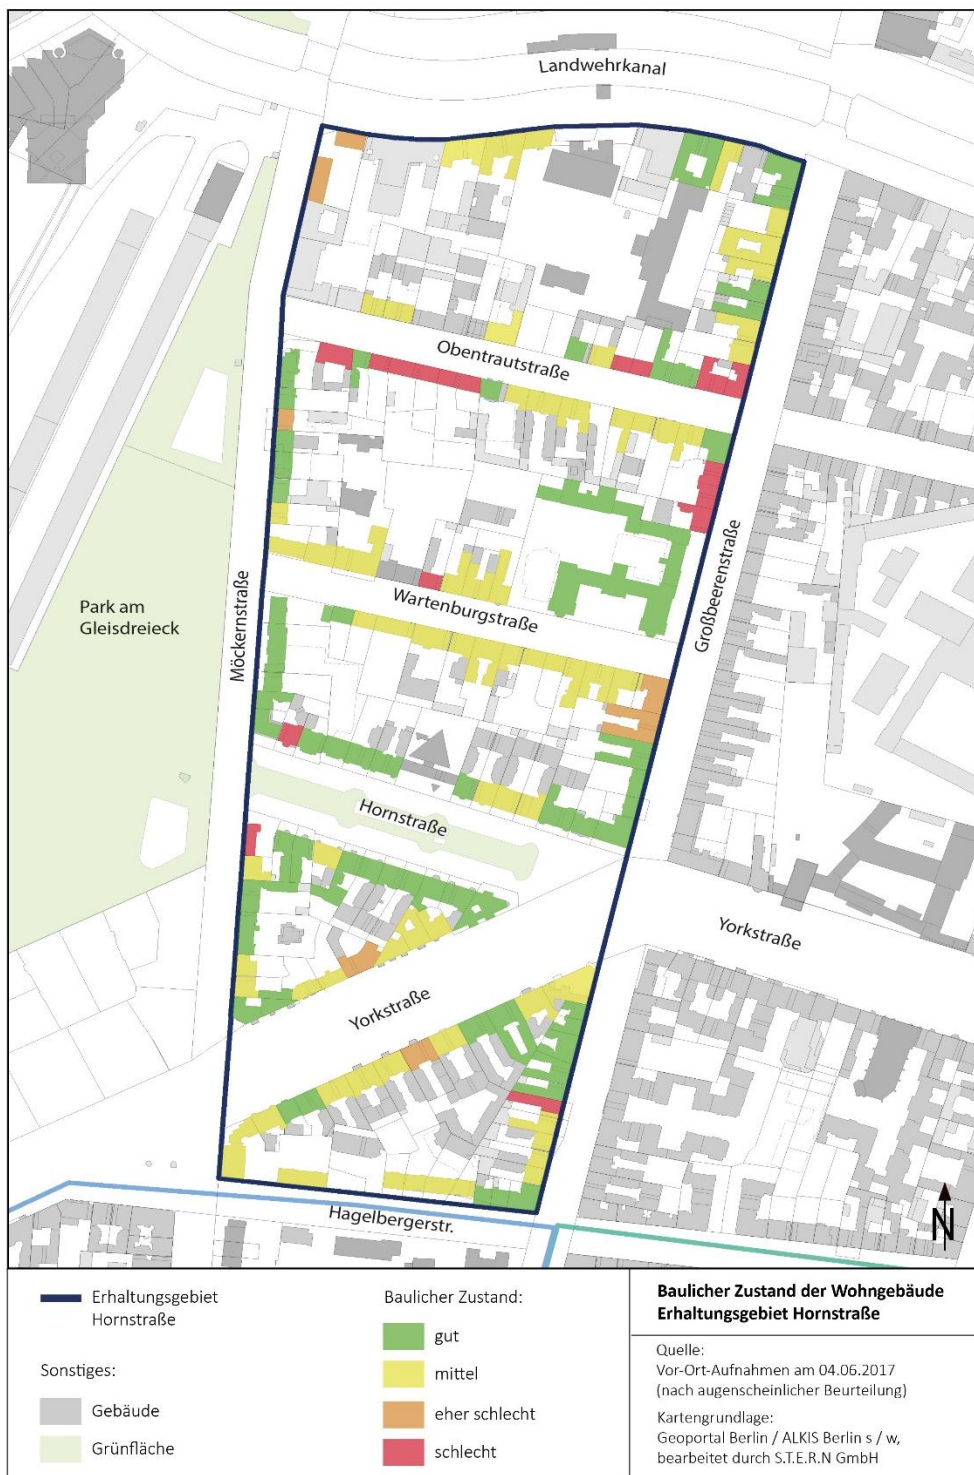 Landwehrkanal
Obentrautstraße
Wartenburgstraße
Großbeerenstraße
Möckernstraße
Park am
Gleisdreieck
Hornstraße
Yorkstraße
Yorkstraße
Hagelbergerstr.
N
Erhaltungsgebiet
Hornstraße
Sonstiges:
Gebäude
Grünfläche
Baulicher Zustand:
gut
mittel
eher schlecht
schlecht
Baulicher Zustand der Wohngebäude
Erhaltungsgebiet Hornstraße
Quelle:
Vor-Ort-Aufnahmen am 04.06.2017
(nach augenscheinlicher Beurteilung)
Kartengrundlage:
Geoportal Berlin / ALKIS Berlin s / w,
bearbeitet durch S.T.E.R.N GmbH